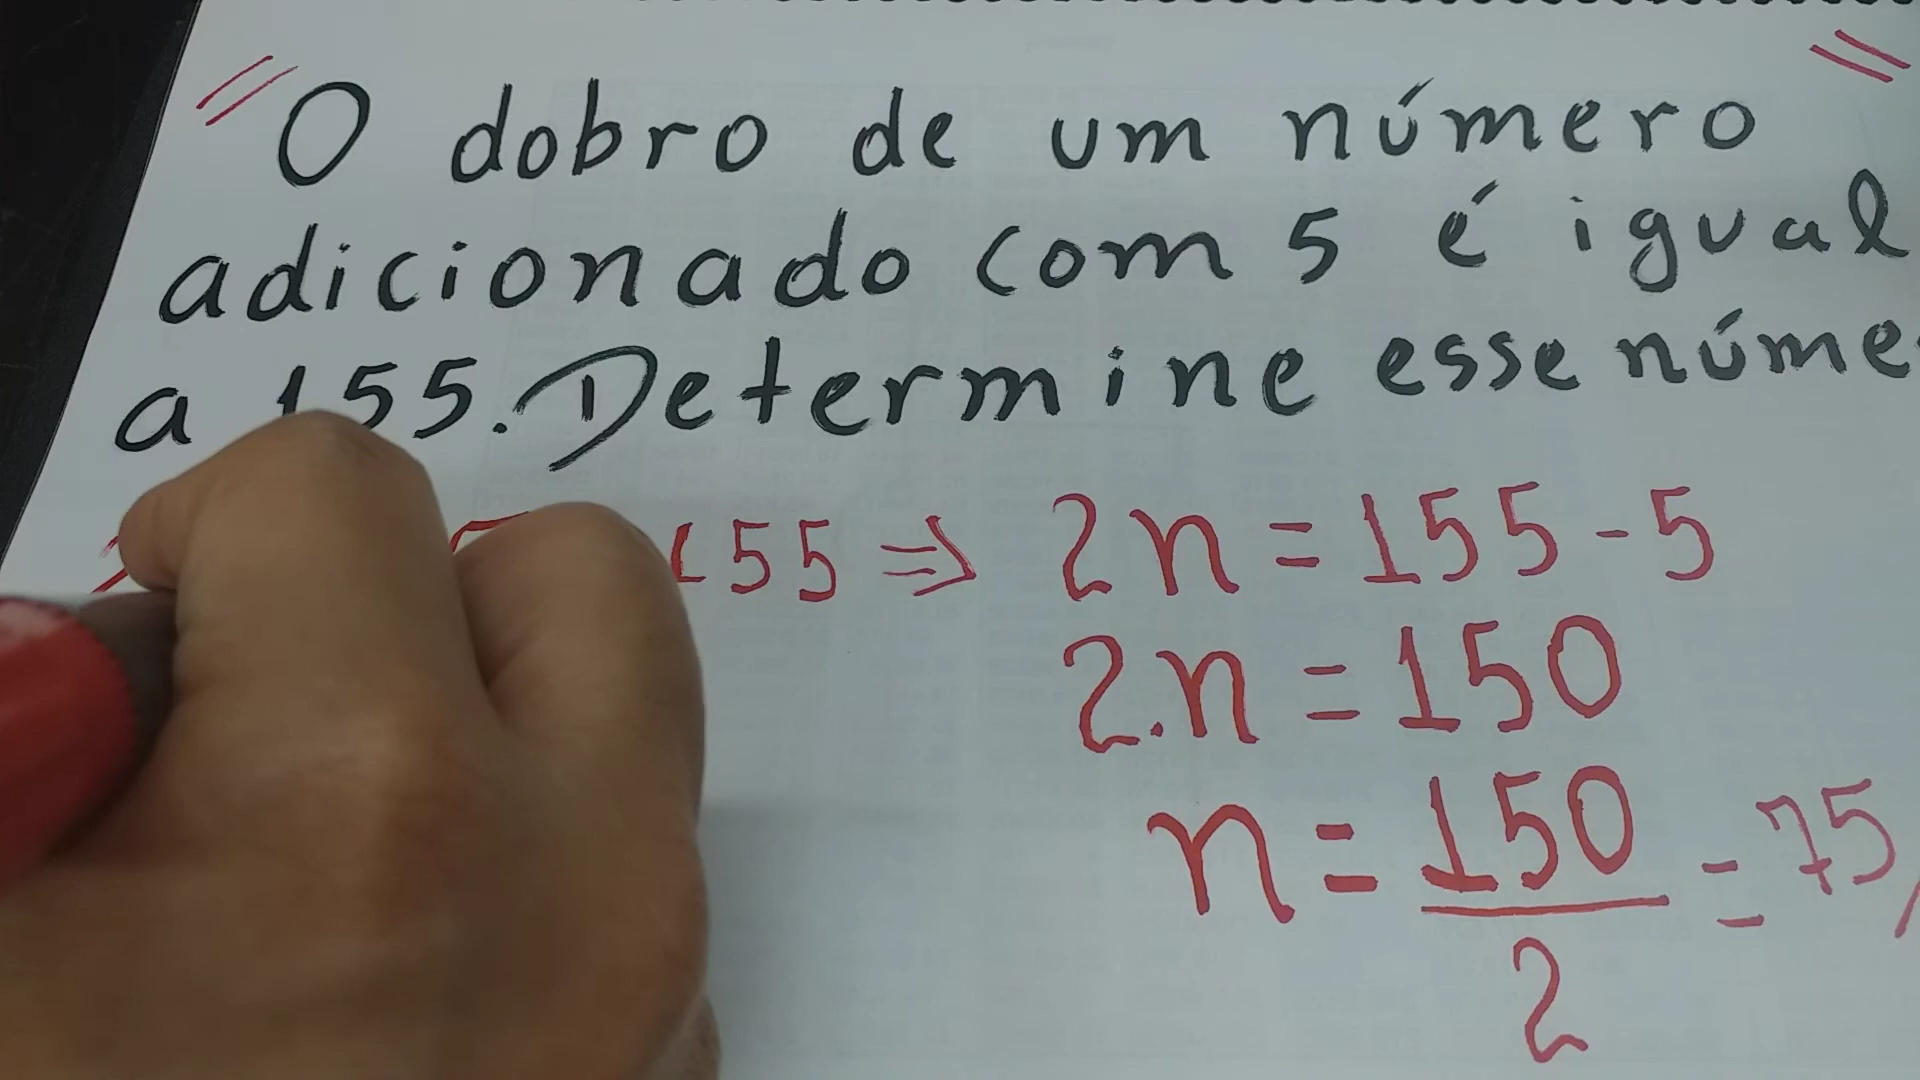 "O dobro de um número"
adicionado com 5 é igual
a 155. Determine esse núme
155 ⇒ 2n = 155 - 5
2.n = 150
n = 150/2 = 75